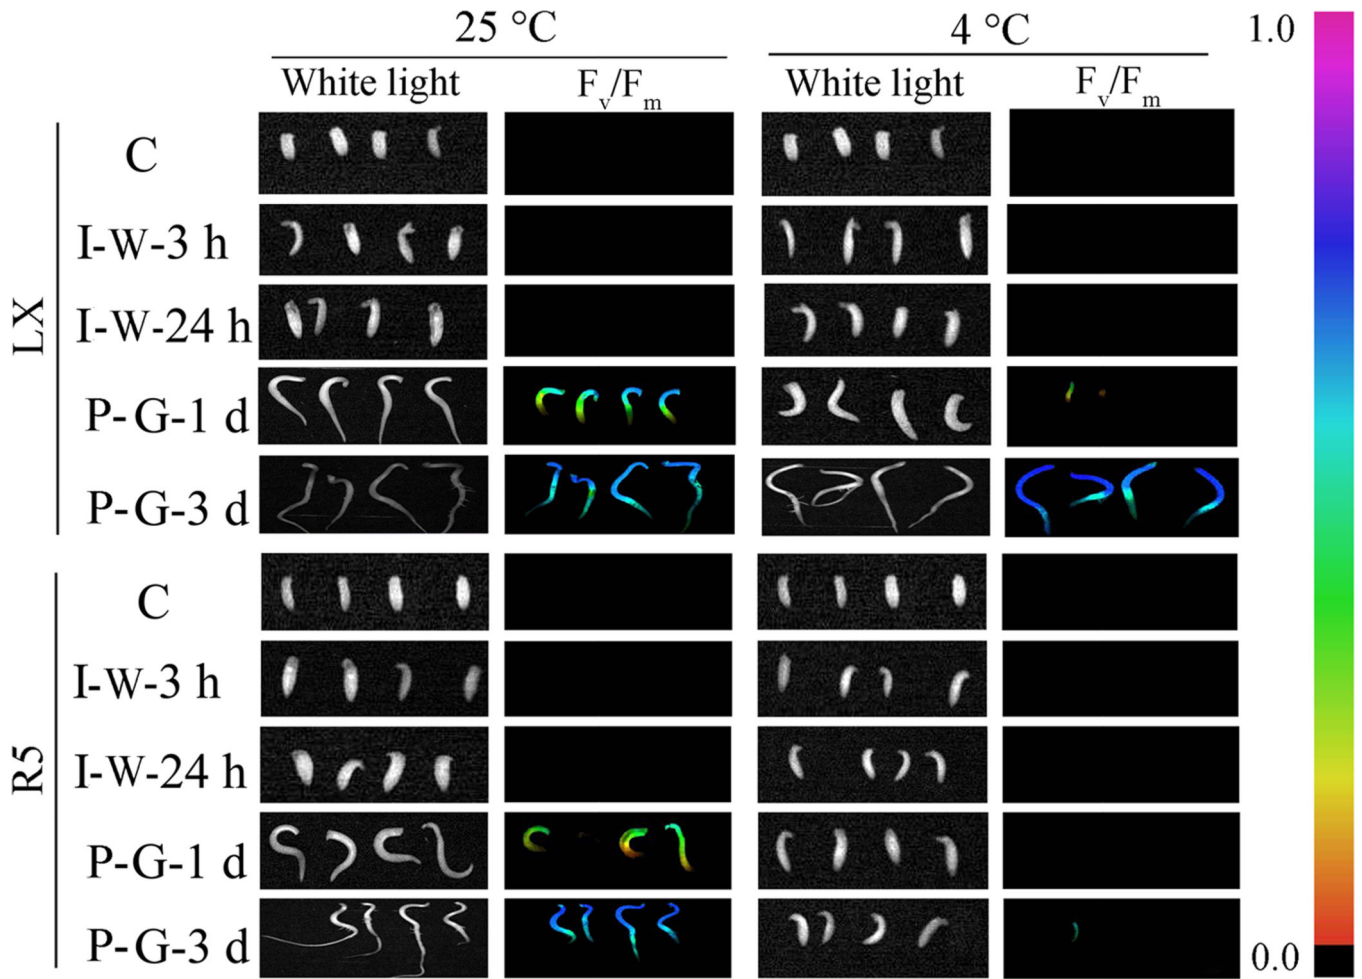 25 °C 4 °C 1.0
White light Fv/Fm White light Fv/Fm
LX
C
I-W-3 h
I-W-24 h
P-G-1 d
P-G-3 d
R5
C
I-W-3 h
I-W-24 h
P-G-1 d
P-G-3 d
0.0